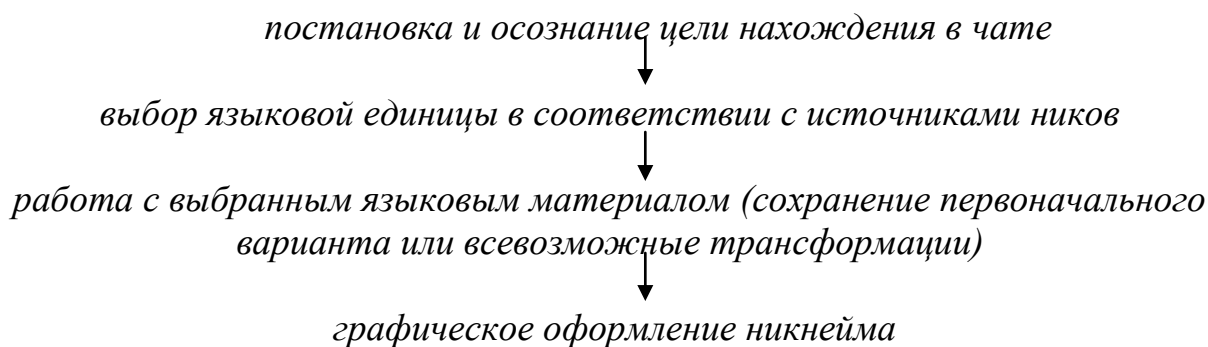 постановка и осознание цели нахождения в чате
выбор языковой единицы в соответствии с источниками ников
работа с выбранным языковым материалом (сохранение первоначального
варианта или всевозможные трансформации)
графическое оформление никнейма